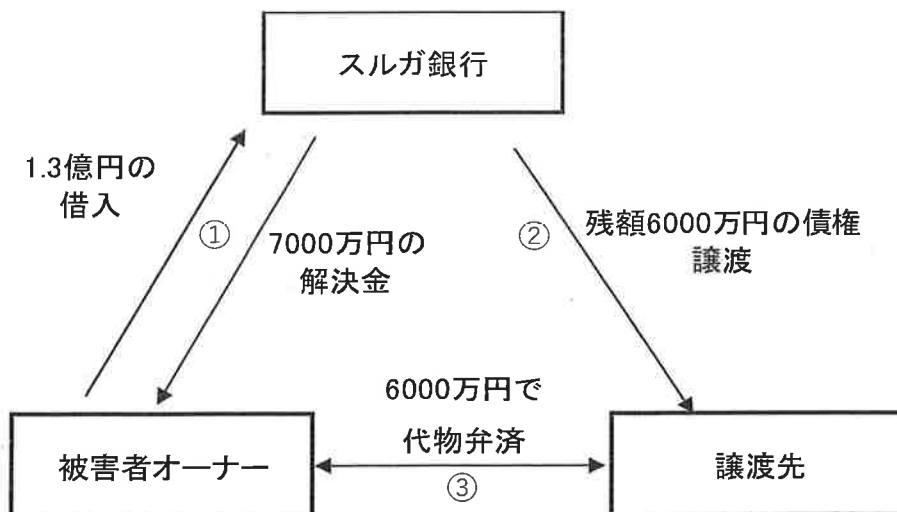 スルガ銀行
1.3億円の
借入
①
7000万円の
解決金
②
残額6000万円の債権
譲渡
6000万円で
代物弁済
③
被害者オーナー
譲渡先